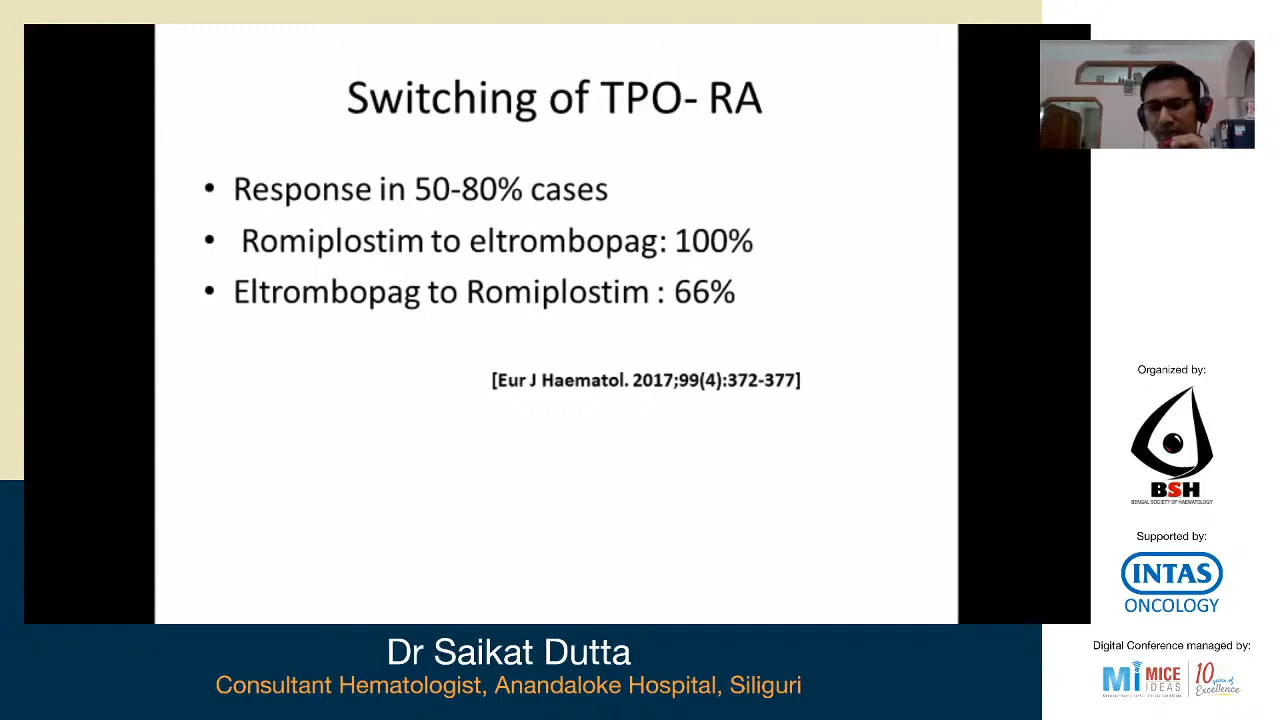 Switching of TPO- RA
• Response in 50-80% cases
• Romiplostim to eltrombopag: 100%
• Eltrombopag to Romiplostim : 66%
[Eur J Haematol. 2017;99(4):372-377]
Organized by:
BSH
BENGAL SOCIETY OF HAEMATOLOGY
Supported by:
INTAS
ONCOLOGY
Digital Conference managed by:
Mi MICE IDEAS
10 years of Excellence
Dr Saikat Dutta
Consultant Hematologist, Anandaloke Hospital, Siliguri